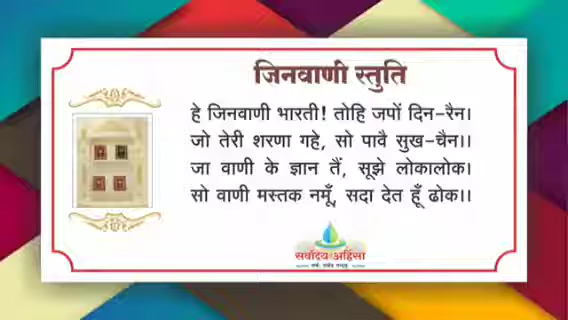 जिनवाणी स्तुति
हे जिनवाणी भारती! तोहि जपों दिन-रैन।
जो तेरी शरणा गहे, सो पावै सुख-चैन।।
जा वाणी के ज्ञान तैं, सूझे लोकालोक।
सो वाणी मस्तक नमूँ, सदा देत हूँ ढोक।।
सर्वोदय अहिंसा